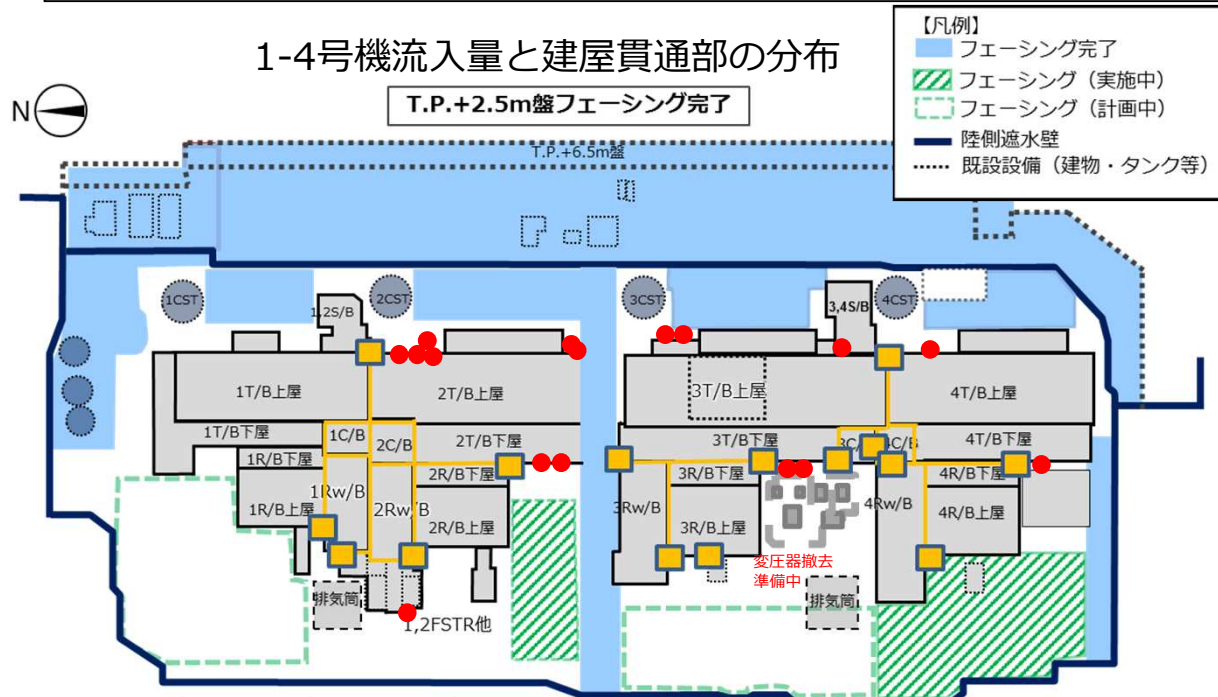 【凡例】
フェーシング完了
フェーシング（実施中）
フェーシング（計画中）
陸側遮水壁
既設設備（建物・タンク等）
1-4号機流入量と建屋貫通部の分布
T.P.+2.5m盤フェーシング完了
N
T.P.+6.5m盤
1CST
2CST
3CST
4CST
1,2S/B
3,4S/B
1T/B上屋
2T/B上屋
3T/B上屋
4T/B上屋
1T/B下屋
1C/B
2C/B
2T/B下屋
3T/B下屋
3C/B
4C/B
4T/B下屋
1R/B下屋
2R/B下屋
3R/B下屋
4R/B下屋
1R/B上屋
1Rw/B
2Rw/B
2R/B上屋
3Rw/B
3R/B上屋
4Rw/B
4R/B上屋
変圧器撤去
準備中
排気筒
排気筒
1,2FSTR他